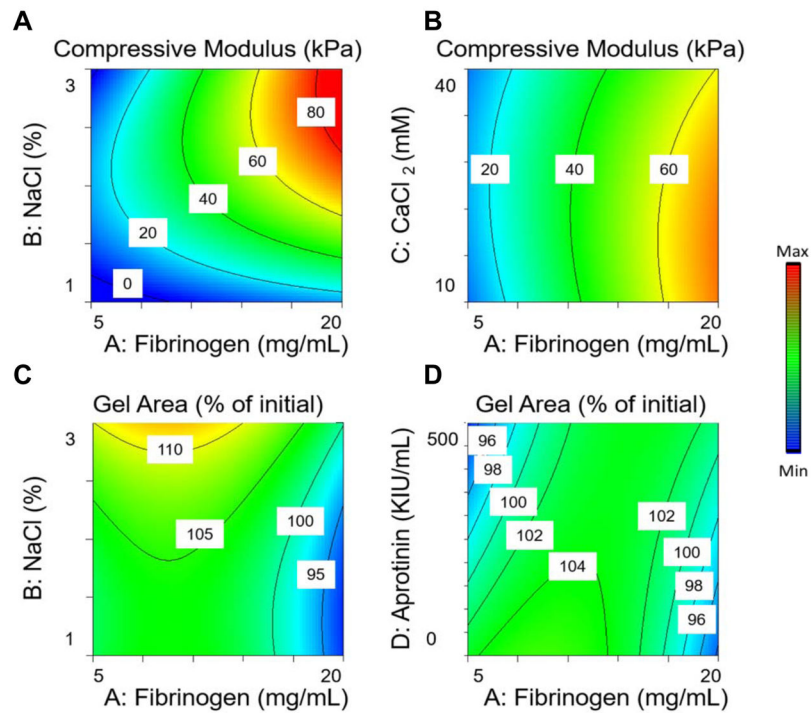 A
Compressive Modulus (kPa)
3
B: NaCl (%)
1
80
60
40
20
0
5
20
A: Fibrinogen (mg/mL)
B
Compressive Modulus (kPa)
40
C: CaCl 2 (mM)
10
20
40
60
5
20
A: Fibrinogen (mg/mL)
Max
Min
C
Gel Area (% of initial)
3
B: NaCl (%)
1
110
105
100
95
5
20
A: Fibrinogen (mg/mL)
D
Gel Area (% of initial)
500
D: Aprotinin (KIU/mL)
0
96
98
100
102
104
102
100
98
96
5
20
A: Fibrinogen (mg/mL)